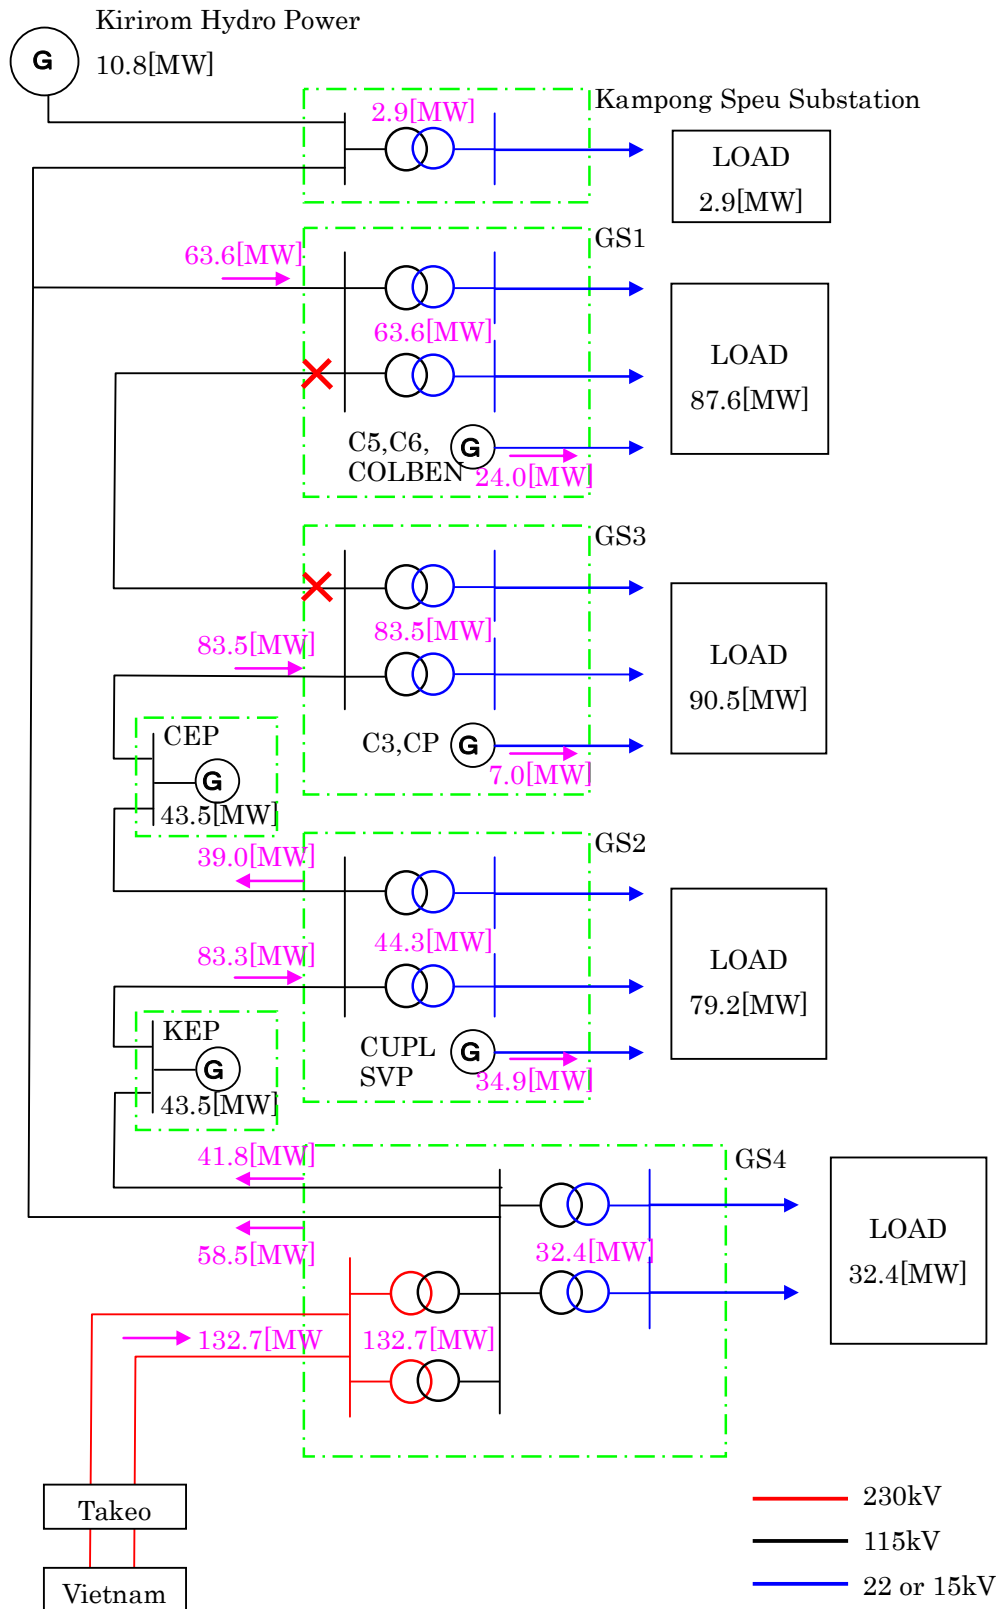 Kirirom Hydro Power
G
10.8[MW]
Kampong Speu Substation
2.9[MW]
LOAD
2.9[MW]
GS1
63.6[MW]
63.6[MW]
LOAD
87.6[MW]
C5,C6,
COLBEN
G
24.0[MW]
GS3
83.5[MW]
83.5[MW]
LOAD
90.5[MW]
C3,CP
G
7.0[MW]
CEP
G
43.5[MW]
GS2
39.0[MW]
44.3[MW]
83.3[MW]
LOAD
79.2[MW]
KEP
G
43.5[MW]
CUPL
SVP
G
34.9[MW]
41.8[MW]
GS4
58.5[MW]
32.4[MW]
LOAD
32.4[MW]
132.7[MW
132.7[MW]
Takeo
Vietnam
230kV
115kV
22 or 15kV